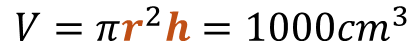 V = πr²h = 1000cm³